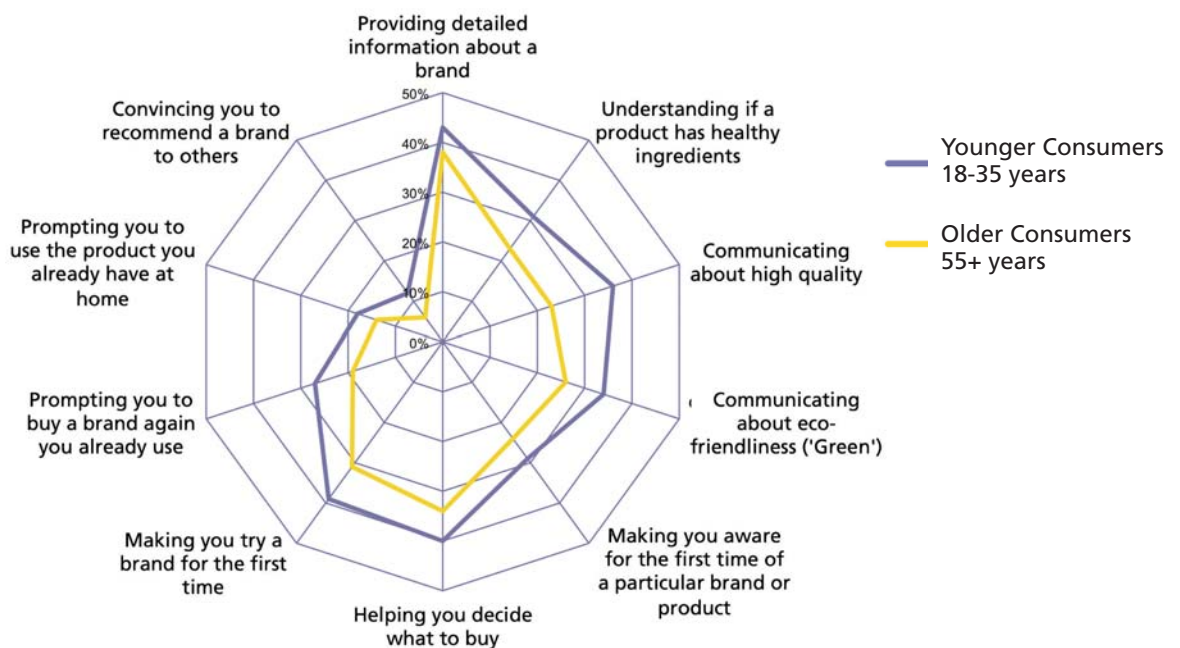 Providing detailed
information about a
brand
Understanding if a
product has healthy
ingredients
Communicating
about high quality
Communicating
about eco-
friendliness ('Green')
Making you aware
for the first time of
a particular brand or
product
Helping you decide
what to buy
Making you try a
brand for the first
time
Prompting you to
buy a brand again
you already use
Prompting you to
use the product you
already have at
home
Convincing you to
recommend a brand
to others
50%
40%
30%
20%
10%
0%
Younger Consumers
18-35 years
Older Consumers
55+ years